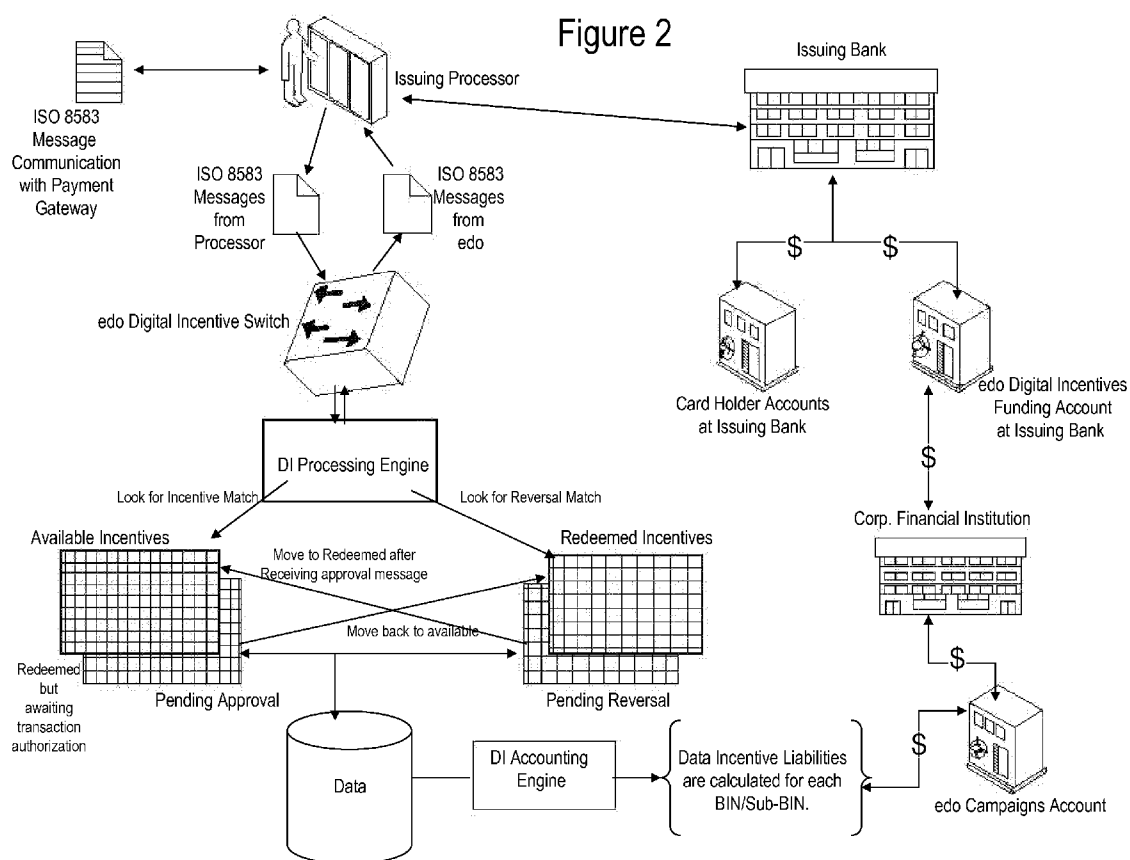 Figure 2
Issuing Bank
Issuing Processor
ISO 8583
Message
Communication
with Payment
Gateway
ISO 8583
Messages
from
Processor
ISO 8583
Messages
from
edo
$
$
edo Digital Incentive Switch
Card Holder Accounts
at Issuing Bank
edo Digital Incentives
Funding Account
at Issuing Bank
DI Processing Engine
$
Look for Incentive Match
Look for Reversal Match
Corp. Financial Institution
Available Incentives
Move to Redeemed after
Receiving approval message
Redeemed Incentives
Move back to available
Redeemed
but
awaiting
transaction
authorization
Pending Approval
Pending Reversal
$
$
Data
DI Accounting
Engine
Data Incentive Liabilities
are calculated for each
BIN/Sub-BIN.
edo Campaigns Account